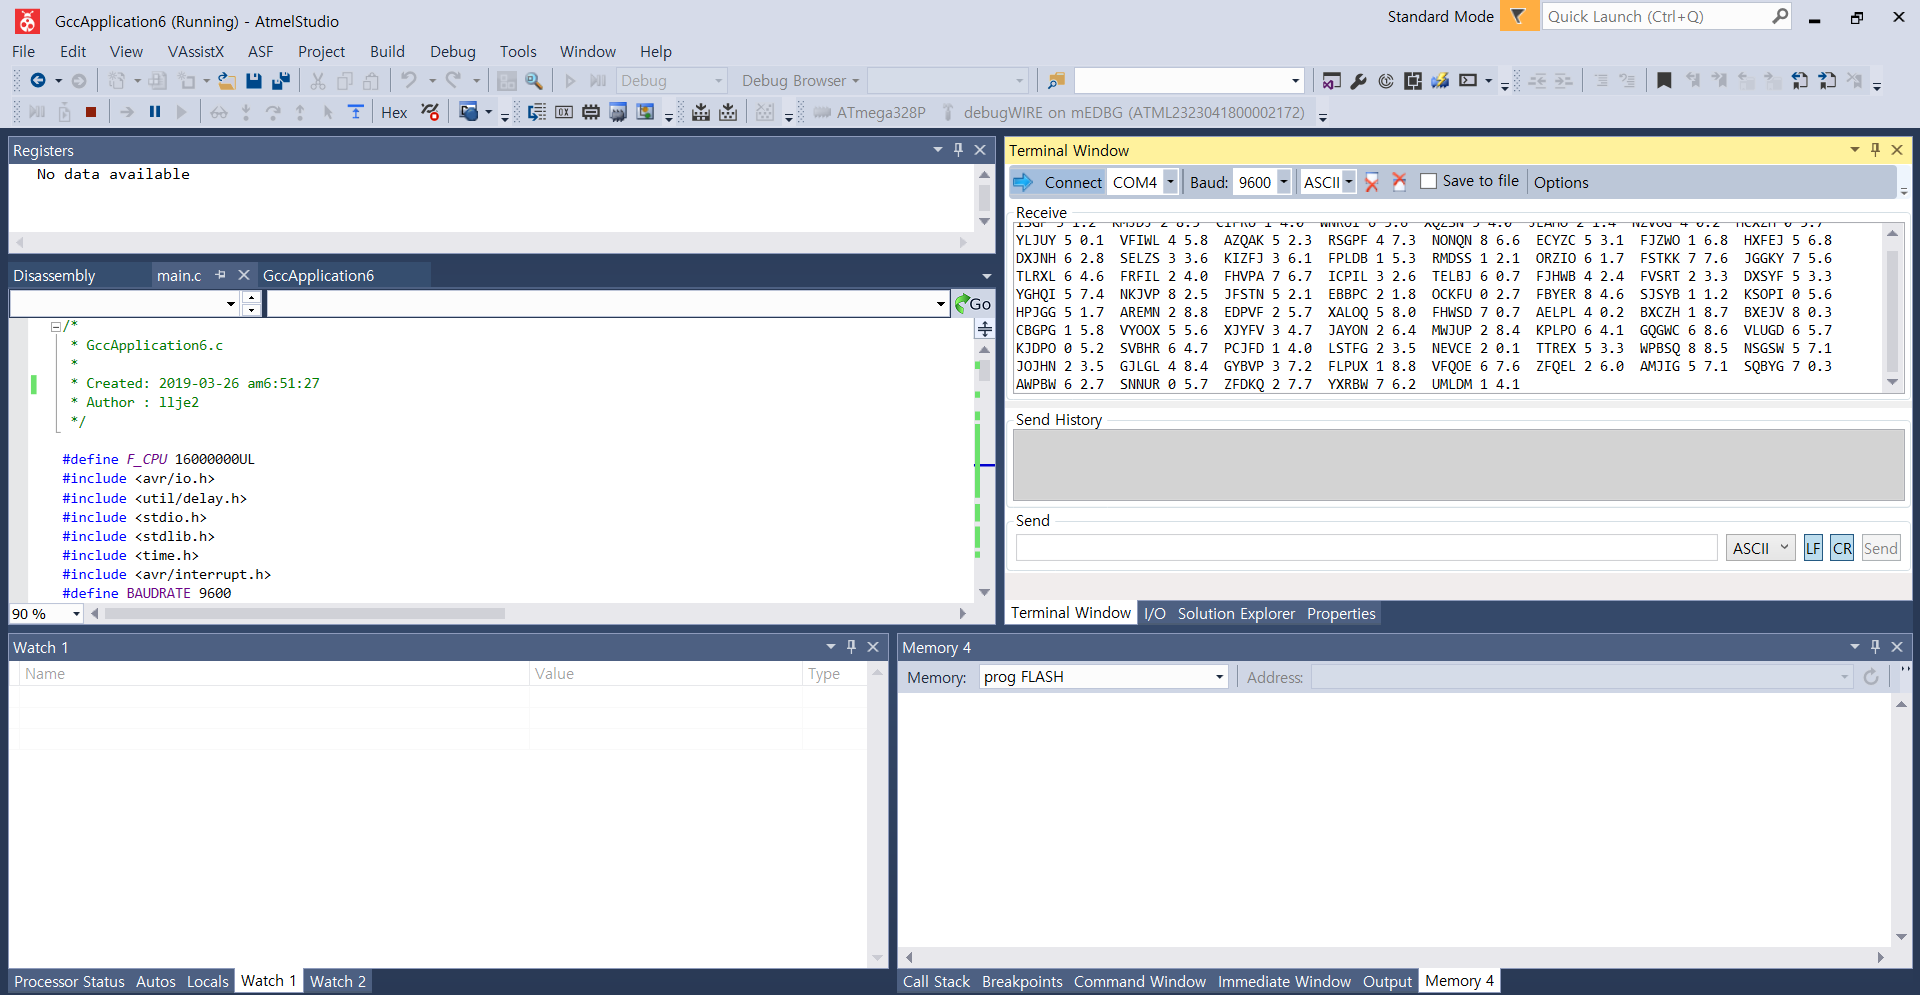 GccApplication6 (Running) - AtmelStudio
Standard Mode
Quick Launch (Ctrl+Q)
File Edit View VAssistX ASF Project Build Debug Tools Window Help
Debug Debug Browser
Hex ATmega328P debugWIRE on mEDBG (ATML2323041800002172)
Registers
No data available
Disassembly main.c GccApplication6
Go
/*
* GccApplication6.c
*
* Created: 2019-03-26 am6:51:27
* Author : llje2
*/
#define F_CPU 16000000UL
#include <avr/io.h>
#include <util/delay.h>
#include <stdio.h>
#include <stdlib.h>
#include <time.h>
#include <avr/interrupt.h>
#define BAUDRATE 9600
90 %
Terminal Window
Connect COM4 Baud: 9600 ASCII Save to file Options
Receive
YLJUY 5 0.1 VFIWL 4 5.8 AZQAK 5 2.3 RSGPF 4 7.3 NONQN 8 6.6 ECYZC 5 3.1 FJZWO 1 6.8 HXFEJ 5 6.8
DXJNH 6 2.8 SELZS 3 3.6 KIZFJ 3 6.1 FPLDB 1 5.3 RMDSS 1 2.1 ORZIO 6 1.7 FSTKK 7 7.6 JGGKY 7 5.6
TLRXL 6 4.6 FRFIL 2 4.0 FHVPA 7 6.7 ICPIL 3 2.6 TELBJ 6 0.7 FJHWB 4 2.4 FVSRT 2 3.3 DXSYF 5 3.3
YGHQI 5 7.4 NKJVP 8 2.5 JFSTN 5 2.1 EBBPC 2 1.8 OCKFU 0 2.7 FBYER 8 4.6 SJSYB 1 1.2 KSOPI 0 5.6
HPJGG 5 1.7 AREMN 2 8.8 EDPVF 2 5.7 XALOQ 5 8.0 FHWSD 7 0.7 AELPL 4 0.2 BXCZH 1 8.7 BXEJV 8 0.3
CBGPG 1 5.8 VYOOX 5 5.6 XJYFV 3 4.7 JAYON 2 6.4 MWJUP 2 8.4 KPLPO 6 4.1 GQGWC 6 8.6 VLUGD 6 5.7
KJDPO 0 5.2 SVBHR 6 4.7 PCJFD 1 4.0 LSTFG 2 3.5 NEVCE 2 0.1 TTREX 5 3.3 WPBSQ 8 8.5 NSGSW 5 7.1
JOJHN 2 3.5 GJLGL 4 8.4 GYBVP 3 7.2 FLPUX 1 8.8 VFQOE 6 7.6 ZFQEL 2 6.0 AMJIG 5 7.1 SQBYG 7 0.3
AWPBW 6 2.7 SNNUR 0 5.7 ZFDKQ 2 7.7 YXRBW 7 6.2 UMLDM 1 4.1
Send History
Send
ASCII LF CR Send
Terminal Window I/O Solution Explorer Properties
Watch 1
Name Value Type
Processor Status Autos Locals Watch 1 Watch 2
Memory 4
Memory: prog FLASH Address:
Call Stack Breakpoints Command Window Immediate Window Output Memory 4